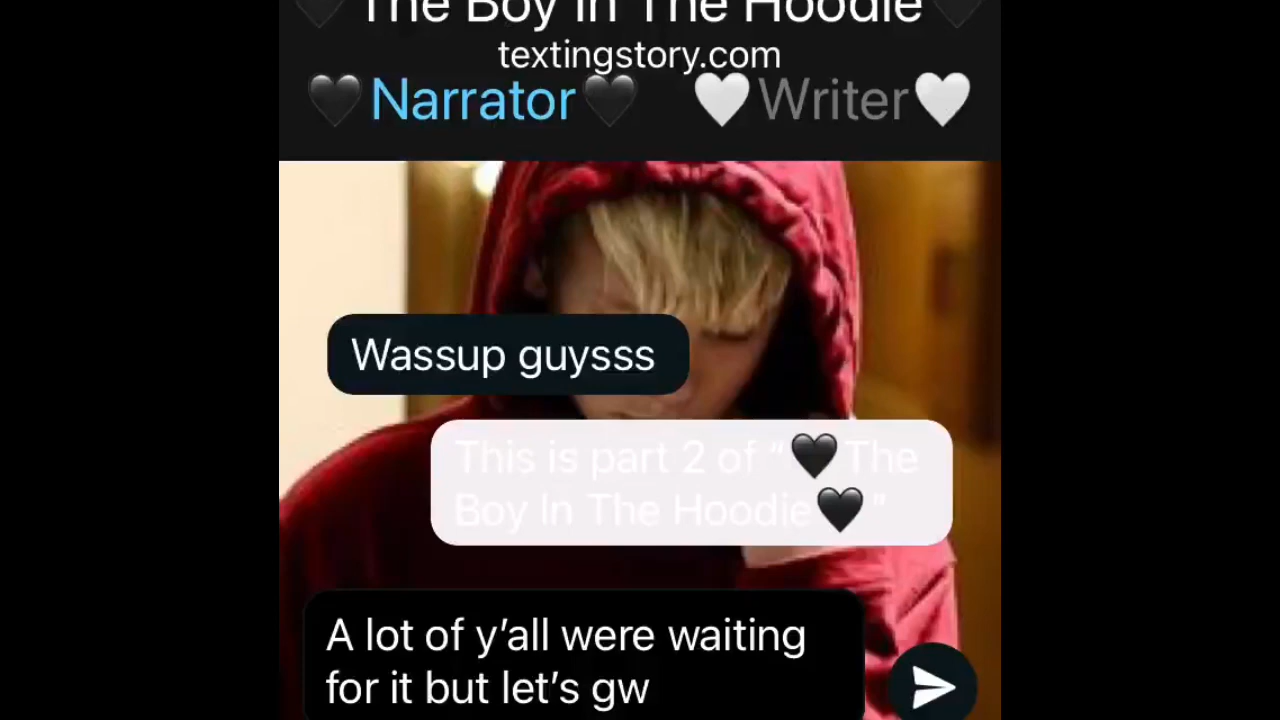 🖤The Boy In The Hoodie🖤
textingstory.com
🖤Narrator🖤 🤍Writer🤍
Wassup guysss
This is part 2 of “🖤The
Boy In The Hoodie🖤”
A lot of y’all were waiting
for it but let’s gw